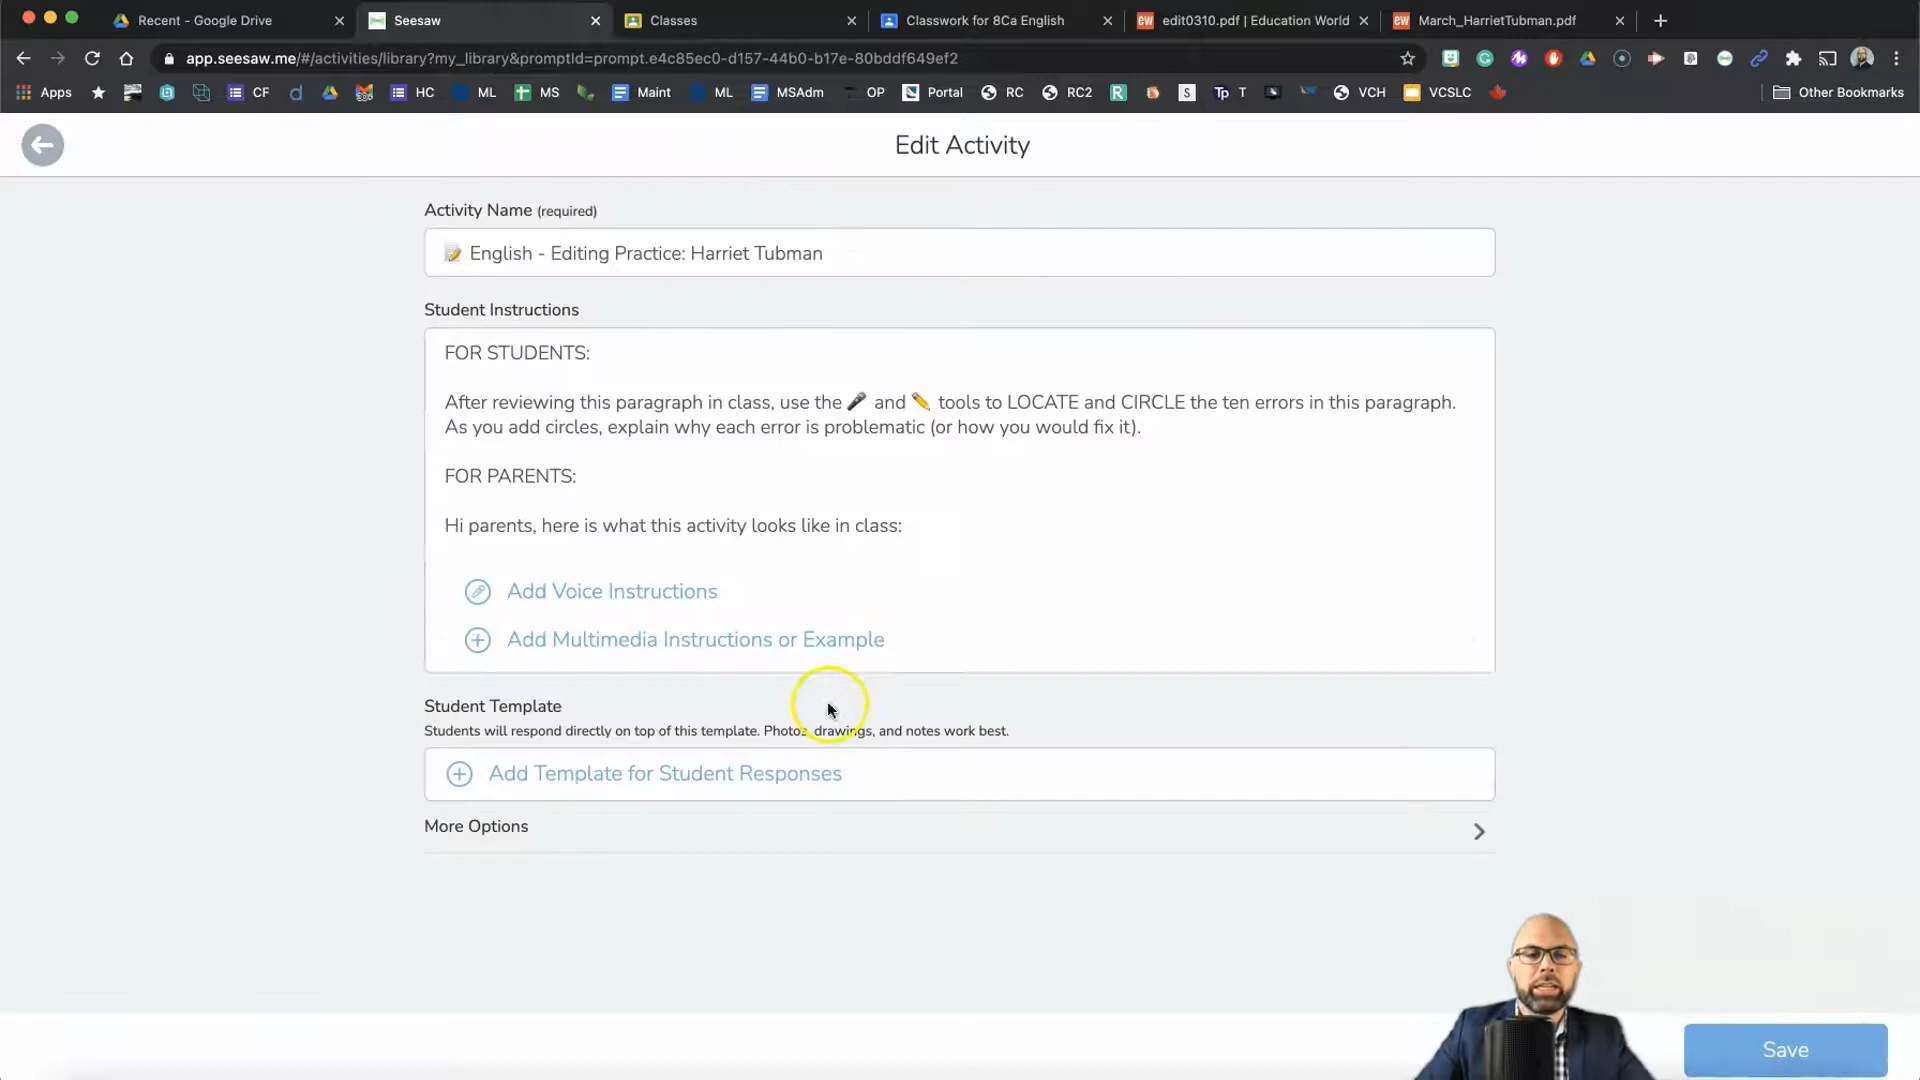 Recent - Google Drive
Seesaw
Classes
Classwork for 8Ca English
edit0310.pdf | Education World
March_HarrietTubman.pdf
app.seesaw.me/#/activities/library?my_library&promptId=prompt.e4c85ec0-d157-44b0-b17e-80bddf649ef2
Apps CF HC ML MS Maint ML MSAdm OP Portal RC RC2 T VCH VCSLC Other Bookmarks
Edit Activity
Activity Name (required)
English - Editing Practice: Harriet Tubman
Student Instructions
FOR STUDENTS:
After reviewing this paragraph in class, use the 🎤 and ✏️ tools to LOCATE and CIRCLE the ten errors in this paragraph.
As you add circles, explain why each error is problematic (or how you would fix it).
FOR PARENTS:
Hi parents, here is what this activity looks like in class:
Add Voice Instructions
Add Multimedia Instructions or Example
Student Template
Students will respond directly on top of this template. Photos, drawings, and notes work best.
Add Template for Student Responses
More Options
Save